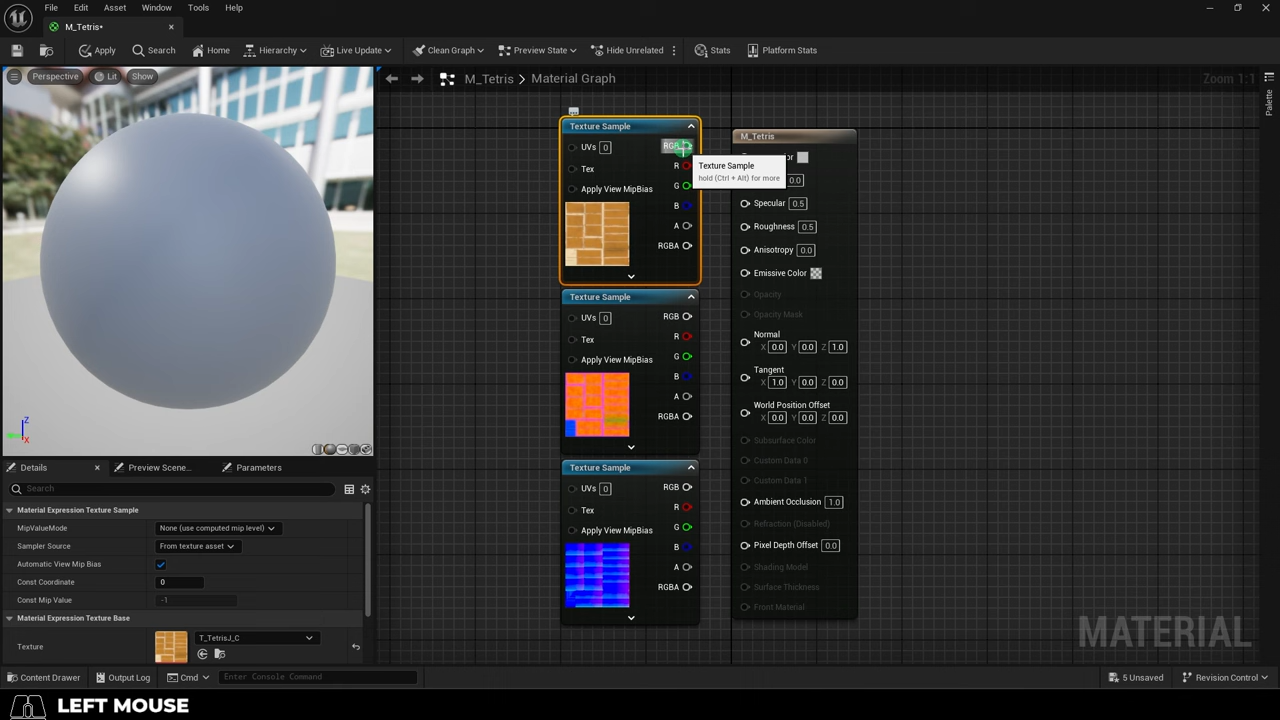 File Edit Asset Window Tools Help
M_Tetris•
Apply Search Home Hierarchy Live Update Clean Graph Preview State Hide Unrelated Stats Platform Stats
Perspective Lit Show
M_Tetris > Material Graph
Zoom 1:1
Palette
Texture Sample
UVs 0
RGB
Tex
R
Apply View MipBias
G
B
A
RGBA
Texture Sample
hold (Ctrl + Alt) for more
Texture Sample
UVs 0
RGB
Tex
R
Apply View MipBias
G
B
A
RGBA
Texture Sample
UVs 0
RGB
Tex
R
Apply View MipBias
G
B
A
RGBA
M_Tetris
or
0.0
Specular 0.5
Roughness 0.5
Anisotropy 0.0
Emissive Color
Opacity
Opacity Mask
Normal
X 0.0 Y 0.0 Z 1.0
Tangent
X 1.0 Y 0.0 Z 0.0
World Position Offset
X 0.0 Y 0.0 Z 0.0
Subsurface Color
Custom Data 0
Custom Data 1
Ambient Occlusion 1.0
Refraction (Disabled)
Pixel Depth Offset 0.0
Shading Model
Surface Thickness
Front Material
MATERIAL
Z
X
Details Preview Scene... Parameters
Search
Material Expression Texture Sample
MipValueMode None (use computed mip level)
Sampler Source From texture asset
Automatic View Mip Bias
Const Coordinate 0
Const Mip Value -1
Material Expression Texture Base
Texture T_TetrisJ_C
Content Drawer Output Log Cmd Enter Console Command 5 Unsaved Revision Control
LEFT MOUSE